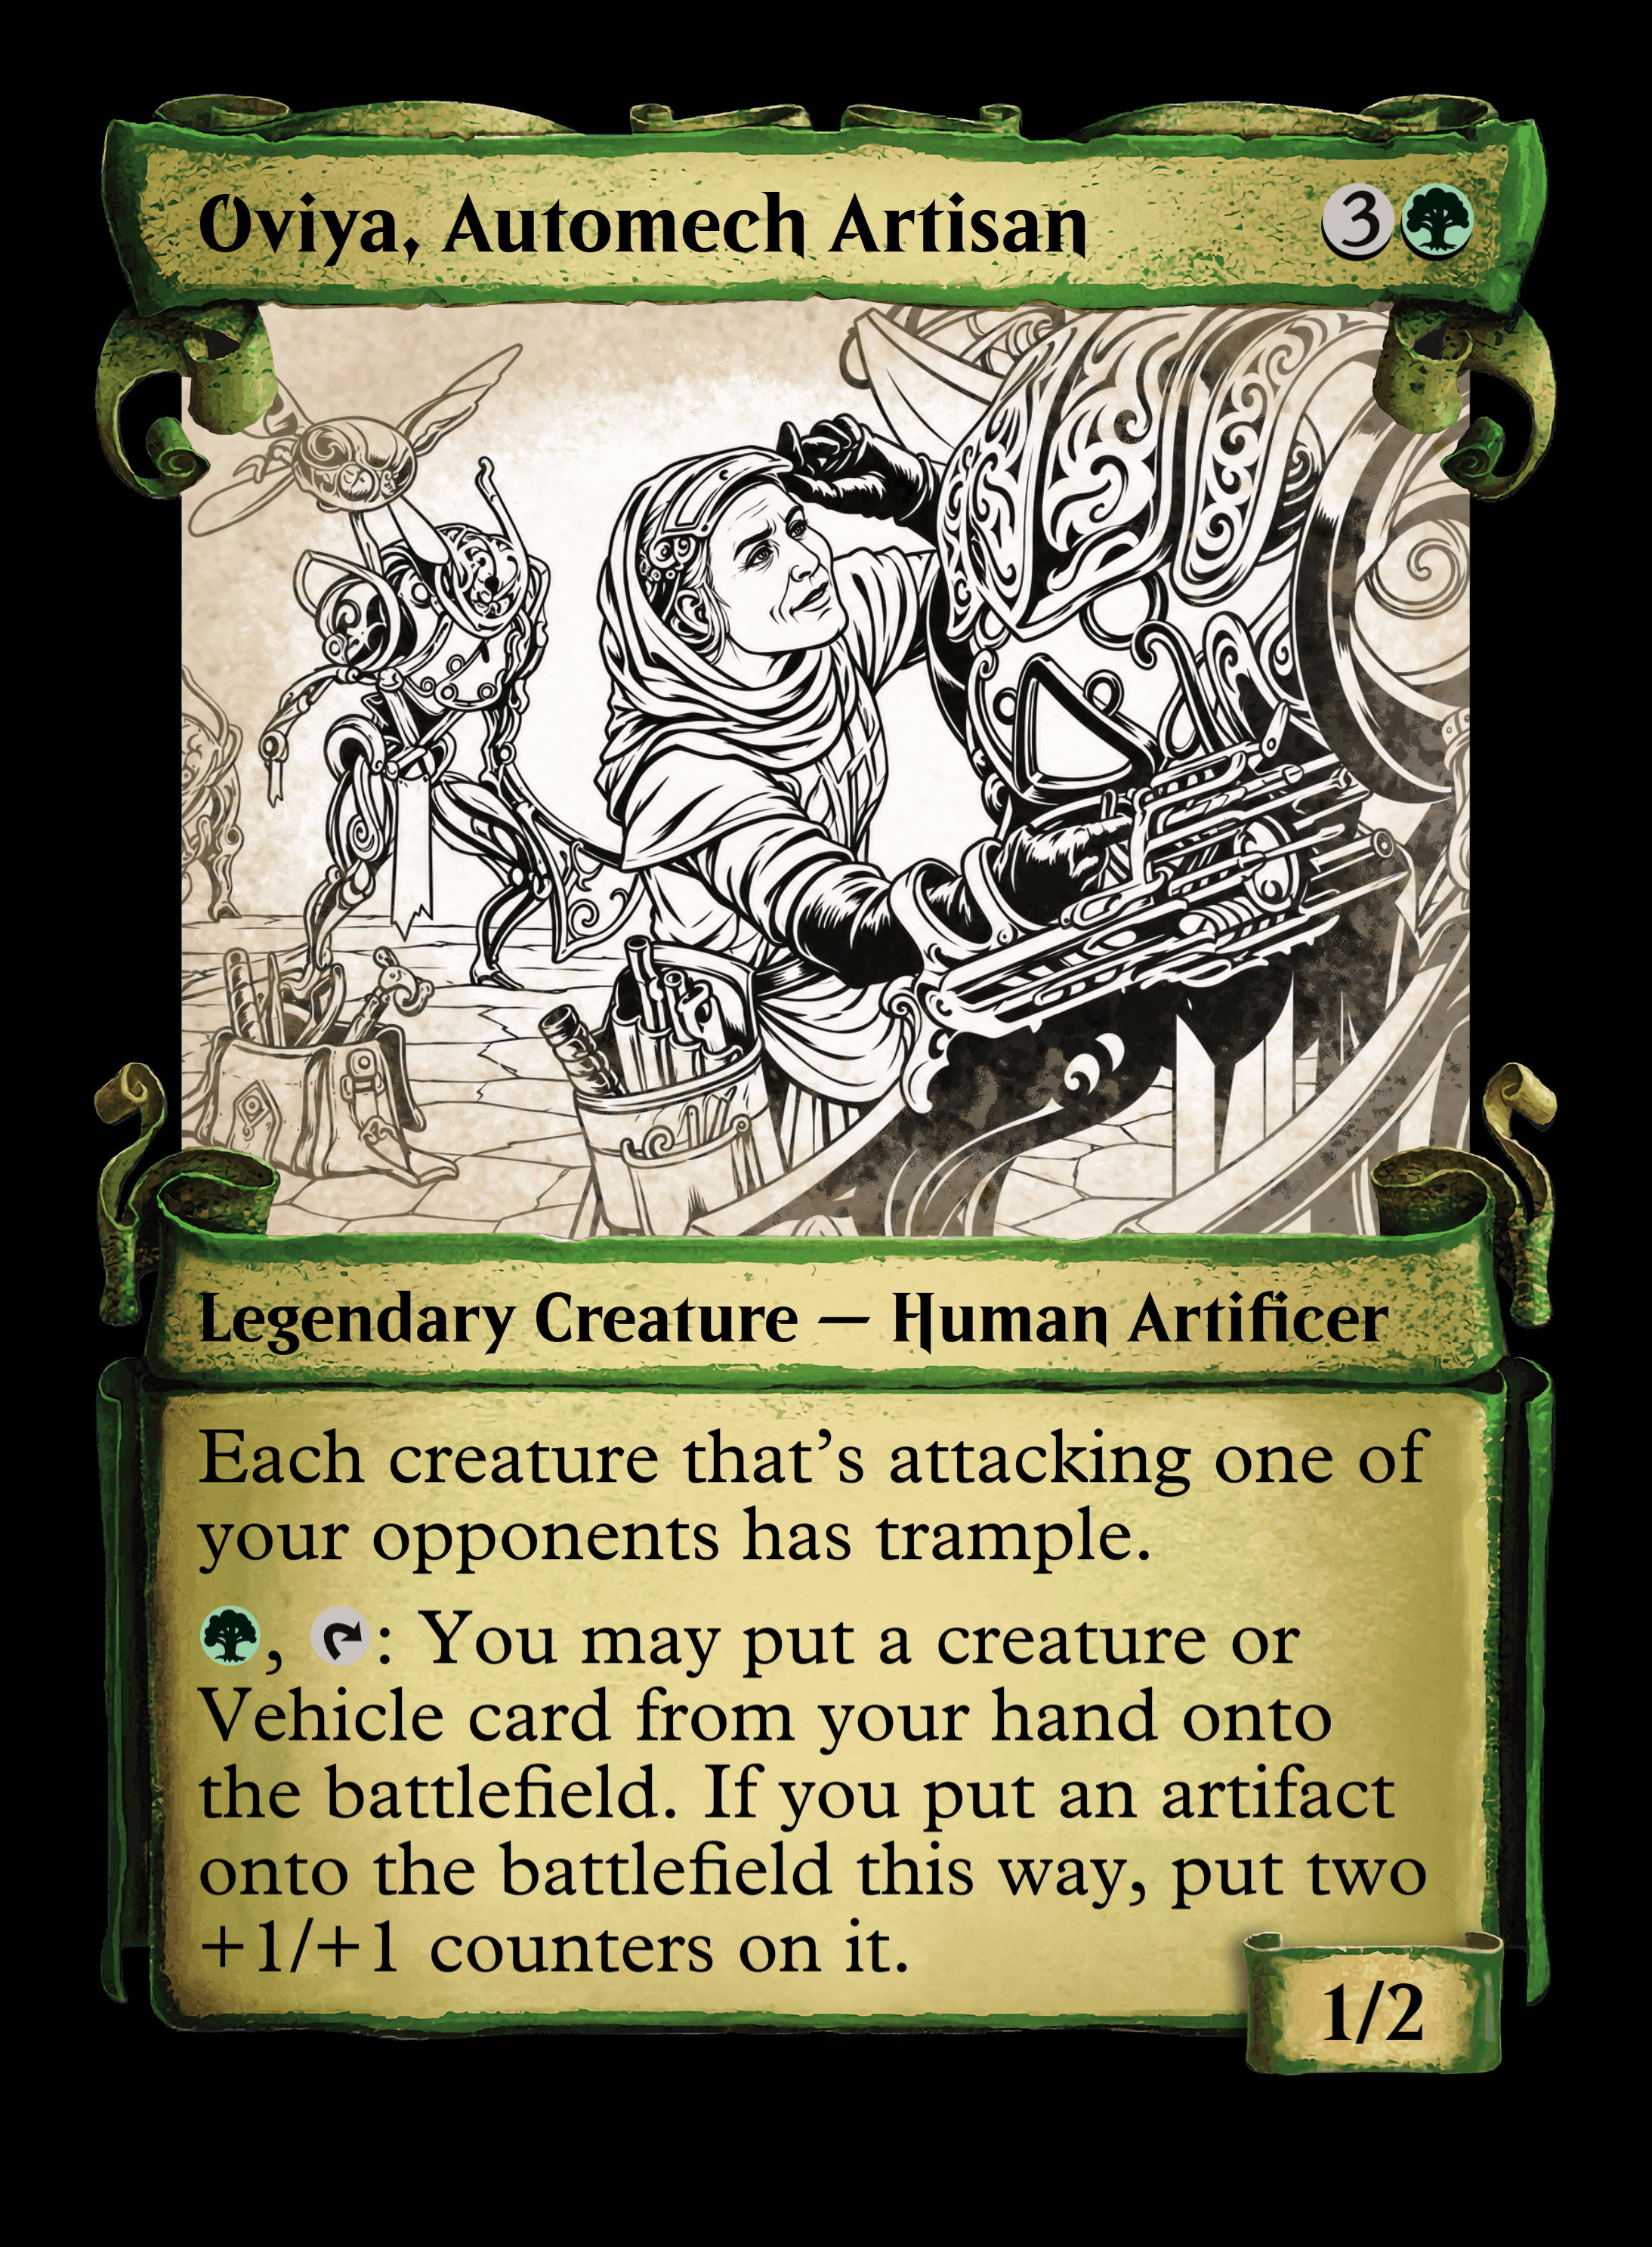 Oviya, Automech Artisan 3
Legendary Creature — Human Artificer
Each creature that's attacking one of
your opponents has trample.
, : You may put a creature or
Vehicle card from your hand onto
the battlefield. If you put an artifact
onto the battlefield this way, put two
+1/+1 counters on it.
1/2